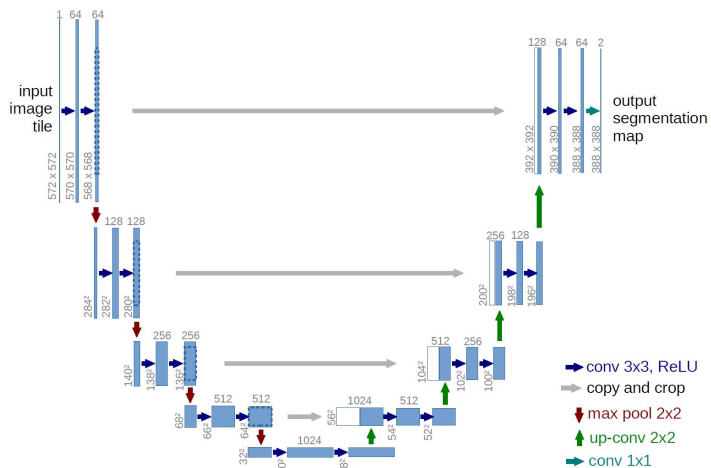 1 64 64
input
image
tile
572 x 572
570 x 570
568 x 568
128 64 64 2
output
segmentation
map
392 x 392
390 x 390
388 x 388
388 x 388
128 128
284²
282²
280²
256 128
200²
198²
196²
256 256
140²
138²
136²
512 256
104²
102²
100²
512 512
68²
66²
64²
1024 512
56²
54²
52²
1024
32²
0²
8²
conv 3x3, ReLU
copy and crop
max pool 2x2
up-conv 2x2
conv 1x1